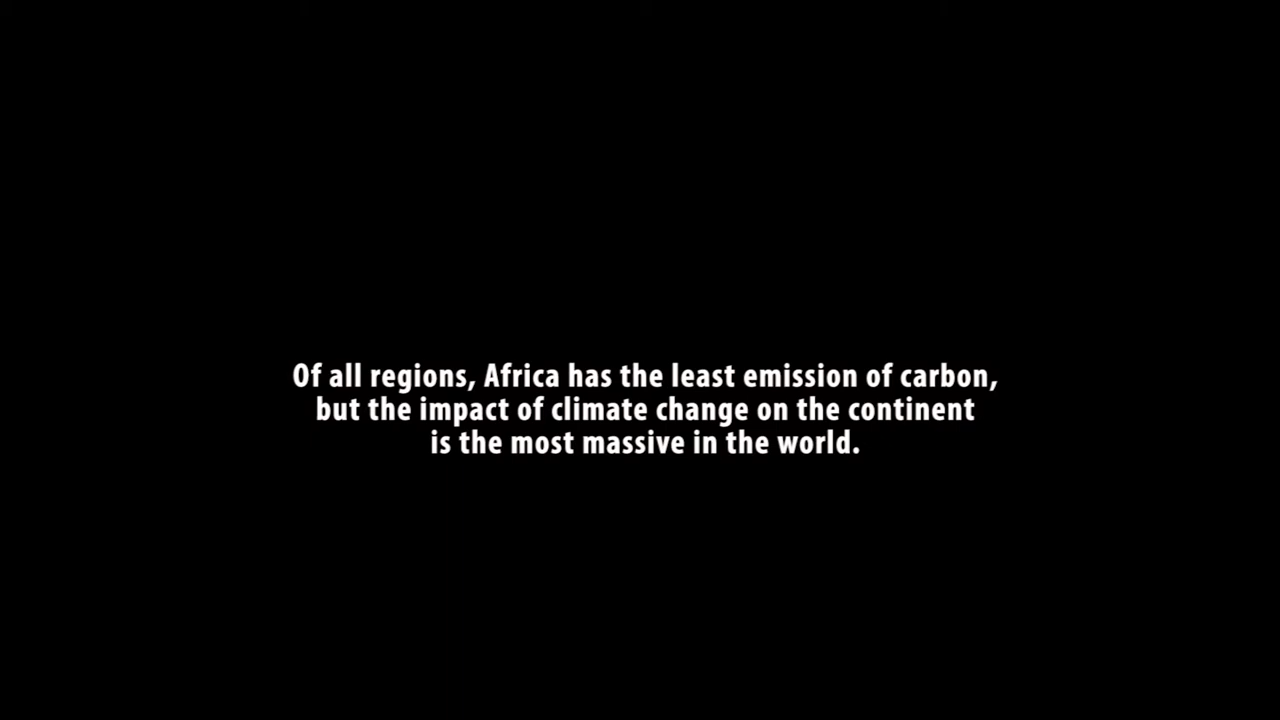 Of all regions, Africa has the least emission of carbon,
but the impact of climate change on the continent
is the most massive in the world.